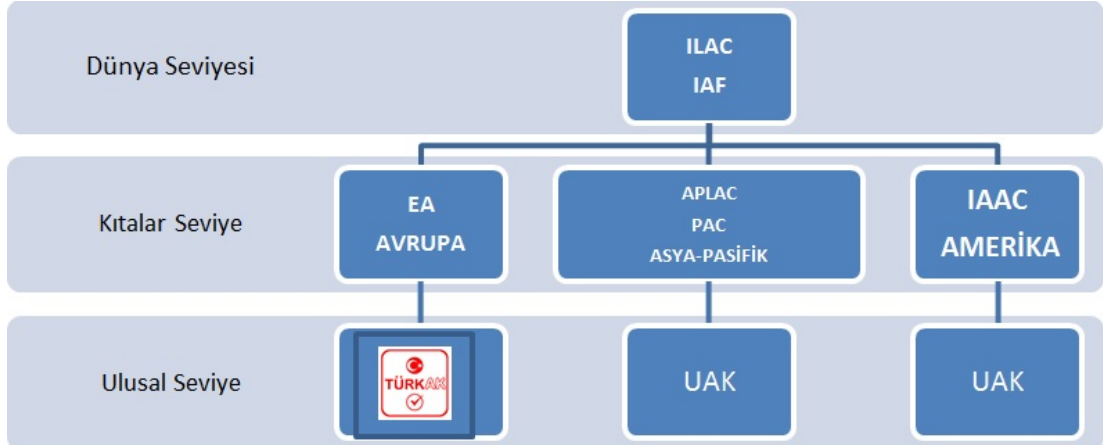 Dünya Seviyesi
ILAC
IAF
Kıtalar Seviye
EA
AVRUPA
APLAC
PAC
ASYA-PASİFİK
IAAC
AMERİKA
Ulusal Seviye
TÜRKAK
UAK
UAK